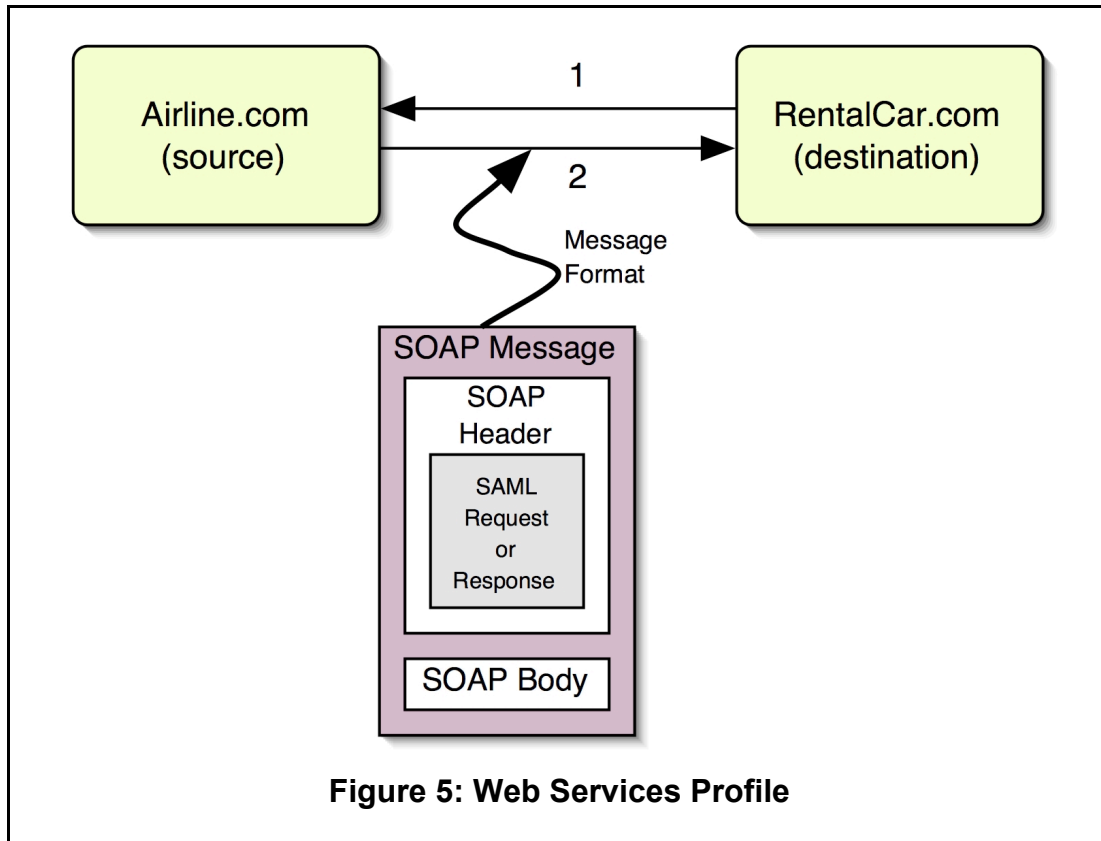 Airline.com
(source)
1
2
RentalCar.com
(destination)
Message
Format
SOAP Message
SOAP
Header
SAML
Request
or
Response
SOAP Body
Figure 5: Web Services Profile